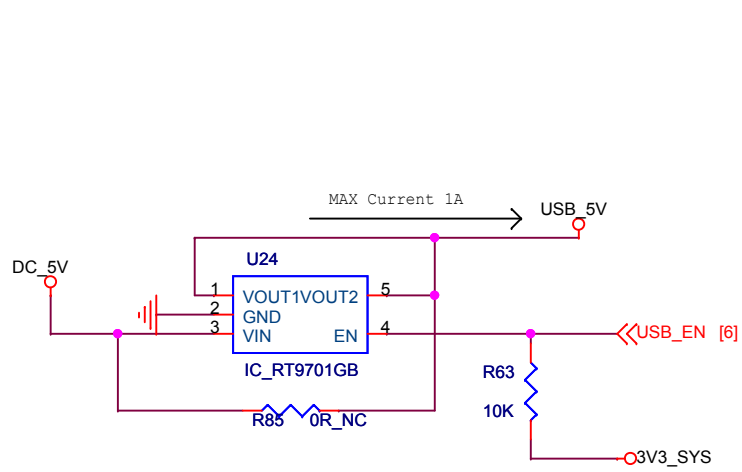 MAX Current 1A
USB_5V
U24
DC_5V
1 VOUT1VOUT2 5
2 GND
3 VIN EN 4
USB_EN [6]
IC_RT9701GB
R63
10K
R85 0R_NC
3V3_SYS